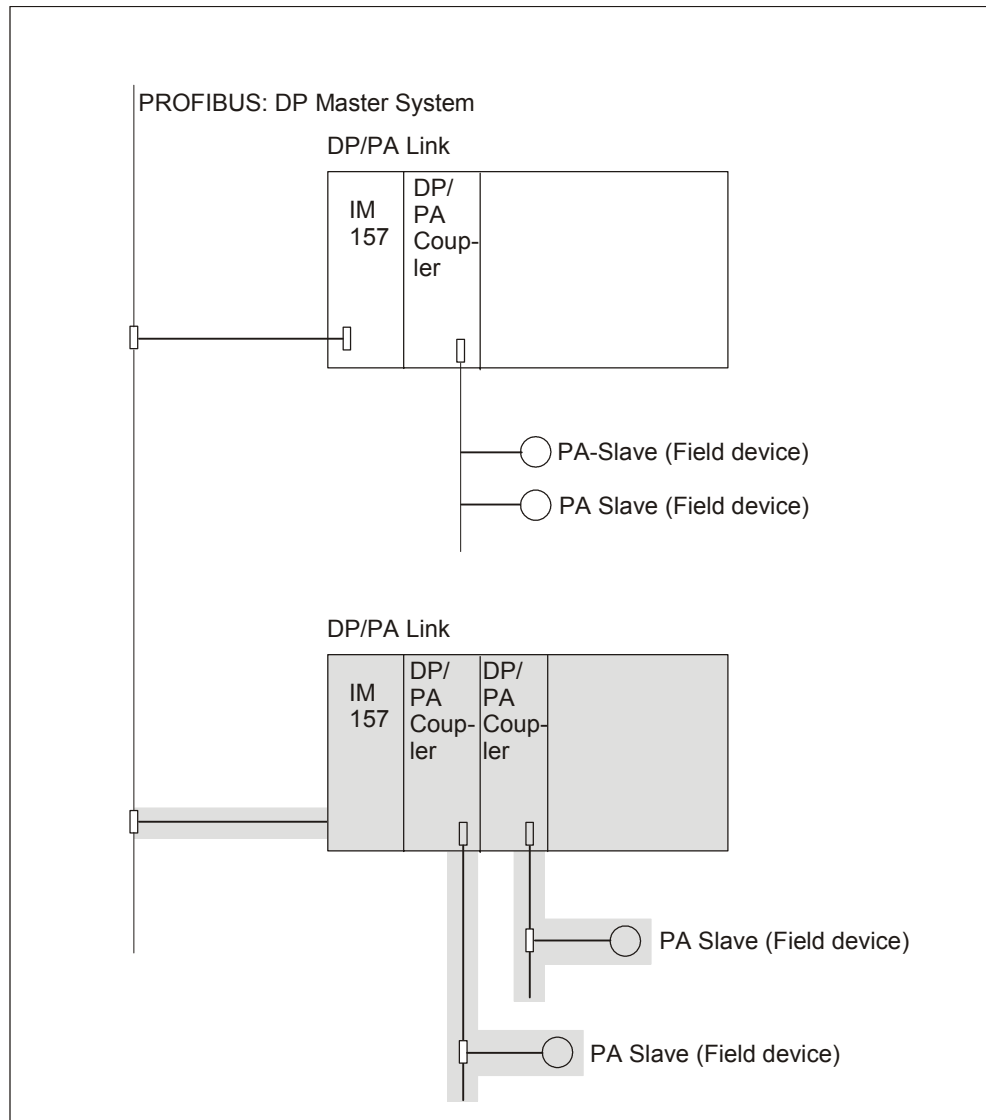 PROFIBUS: DP Master System
DP/PA Link
IM
157
DP/
PA
Coup-
ler
PA-Slave (Field device)
PA Slave (Field device)
DP/PA Link
IM
157
DP/
PA
Coup-
ler
DP/
PA
Coup-
ler
PA Slave (Field device)
PA Slave (Field device)